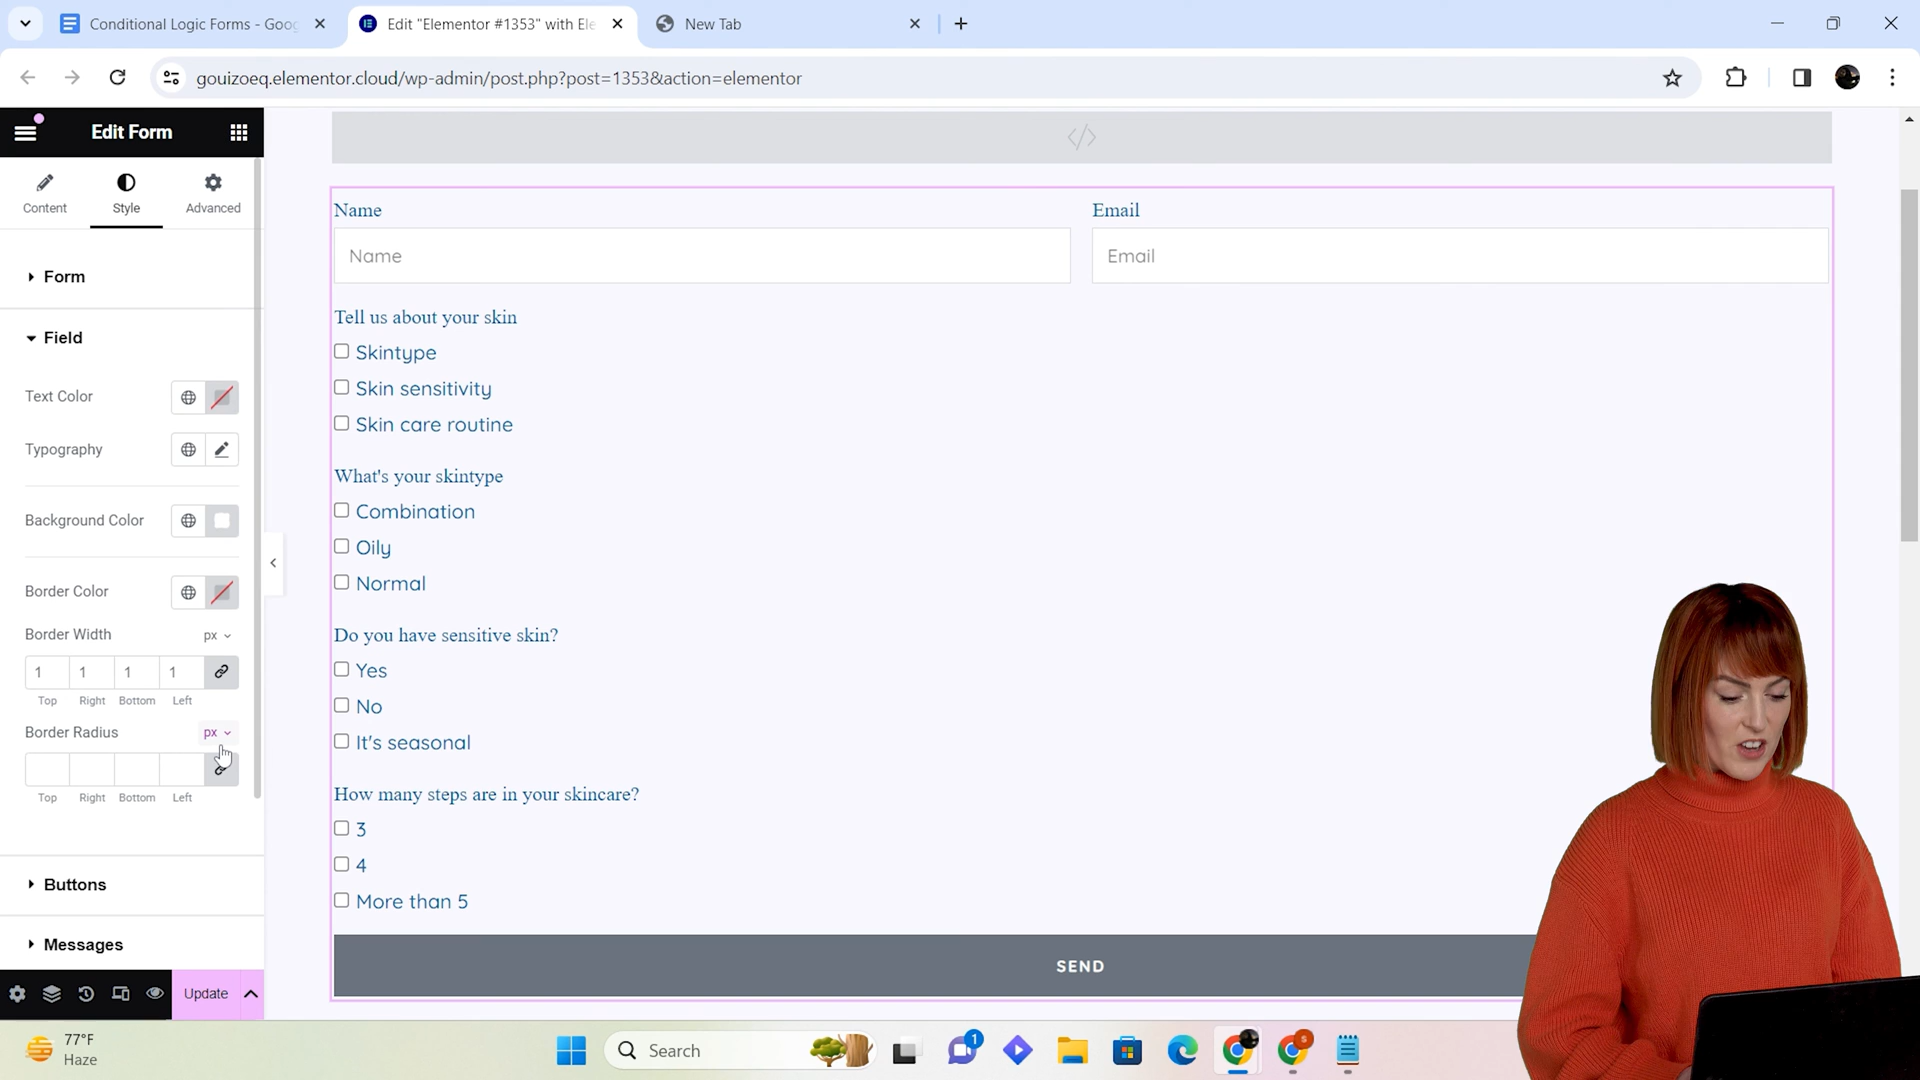 Conditional Logic Forms - Goog
Edit "Elementor #1353" with Ele
New Tab
gouizoeq.elementor.cloud/wp-admin/post.php?post=1353&action=elementor
Edit Form
Content
Style
Advanced
Form
Field
Text Color
Typography
Background Color
Border Color
Border Width
px
1 1 1 1
Top Right Bottom Left
Border Radius
px
Top Right Bottom Left
Buttons
Messages
Update
</>
Name
Email
Name
Email
Tell us about your skin
Skintype
Skin sensitivity
Skin care routine
What's your skintype
Combination
Oily
Normal
Do you have sensitive skin?
Yes
No
It's seasonal
How many steps are in your skincare?
3
4
More than 5
SEND
77°F
Haze
Search
1